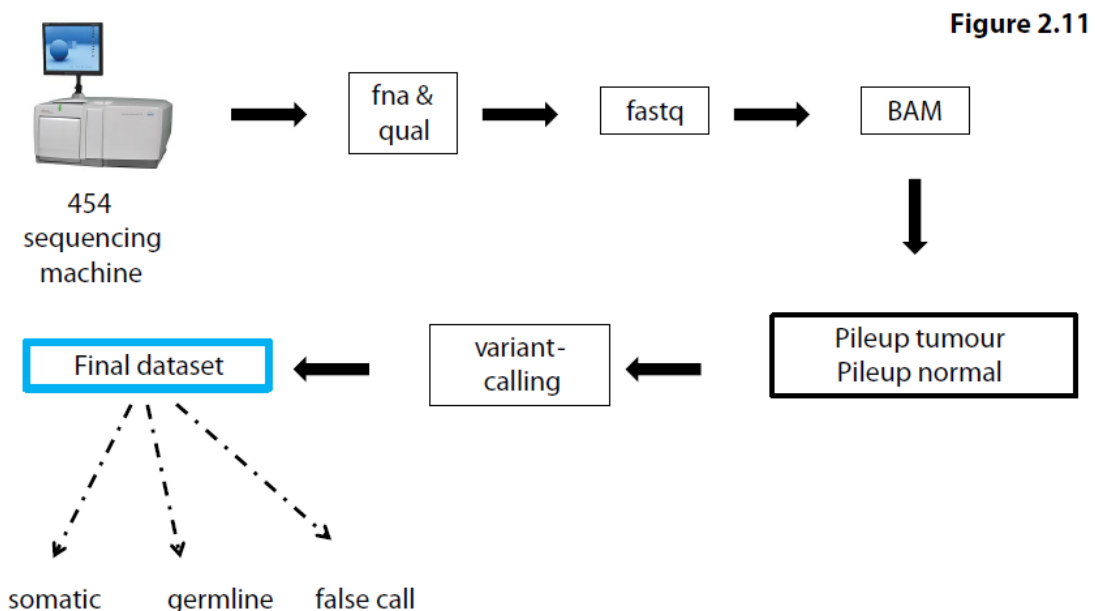 Figure 2.11
fna &
qual
fastq
BAM
454
sequencing
machine
Pileup tumour
Pileup normal
variant-
calling
Final dataset
somatic
germline
false call